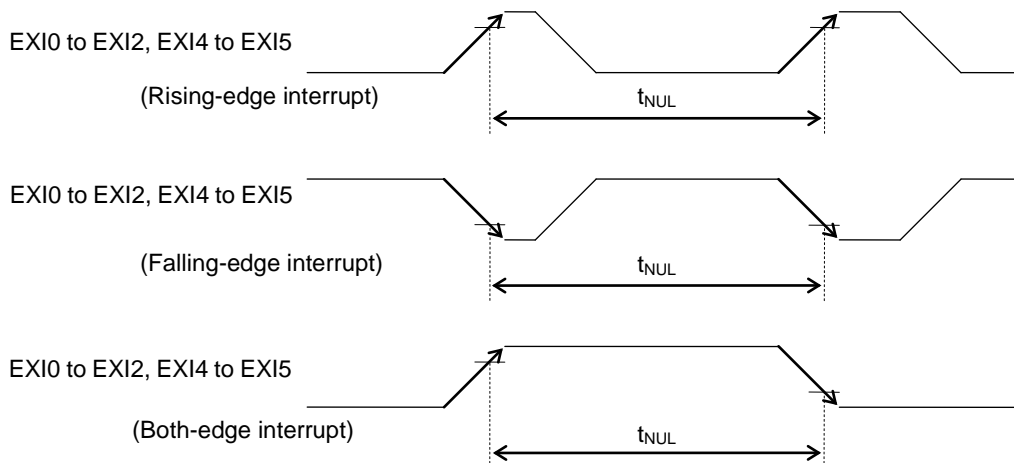 EXI0 to EXI2, EXI4 to EXI5
(Rising-edge interrupt)
tNUL
EXI0 to EXI2, EXI4 to EXI5
(Falling-edge interrupt)
tNUL
EXI0 to EXI2, EXI4 to EXI5
(Both-edge interrupt)
tNUL